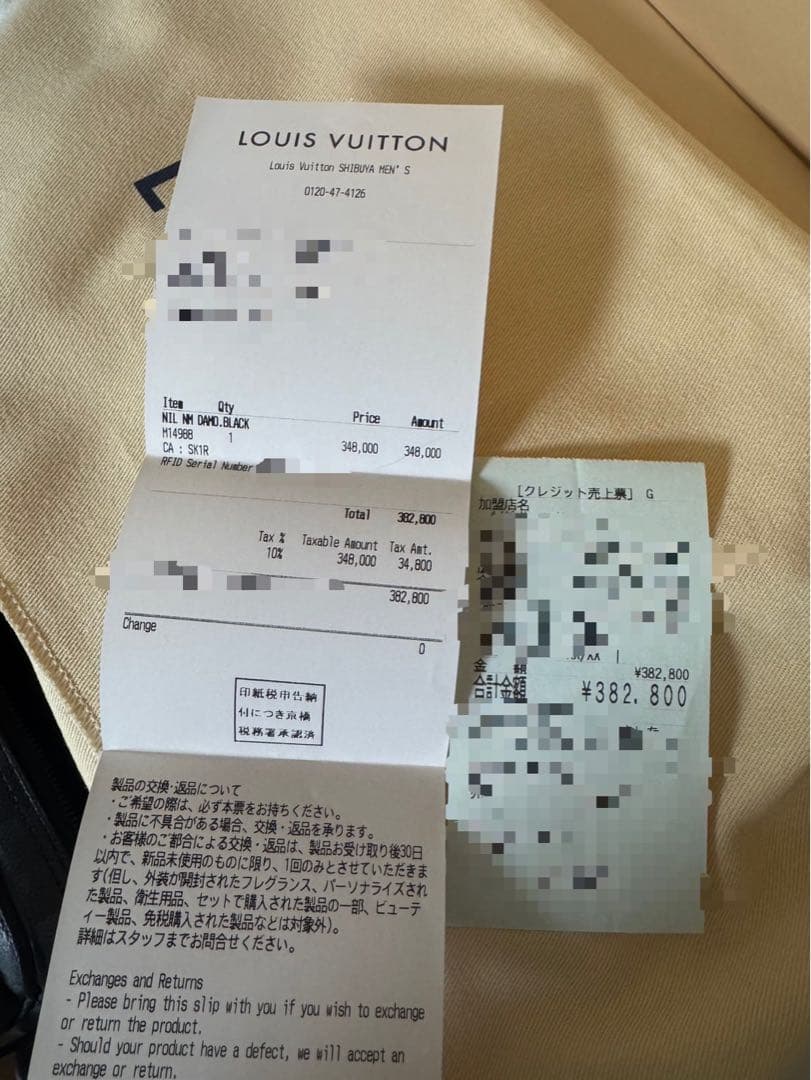 LOUIS VUITTON
Louis Vuitton SHIBUYA MEN'S
0120-47-4126
Item Qty Price Amount
NIL NM DAMO.BLACK
M14988 1 348,000 348,000
CA : SK1R
RFID Serial Number
Total 382,800
Tax % Taxable Amount Tax Amt.
10% 348,000 34,800
382,800
Change 0
印紙税申告納
付につき京橋
税務署承認済
製品の交換・返品について
・ご希望の際は、必ず本票をお持ちください。
・製品に不具合がある場合、交換・返品を承ります。
・お客様のご都合による交換・返品は、製品お受け取り後30日
以内で、新品未使用のものに限り、1回のみとさせていただきま
す(但し、外装が開封されたフレグランス、パーソナライズされ
た製品、衛生用品、セットで購入された製品の一部、ビューテ
ィー製品、免税購入された製品などは対象外)。
詳細はスタッフまでお問合せください。
Exchanges and Returns
- Please bring this slip with you if you wish to exchange
or return the product.
- Should your product have a defect, we will accept an
exchange or return.
[クレジット売上票] G
加盟店名
金 額 ¥382,800
合計金額 ¥382,800
L